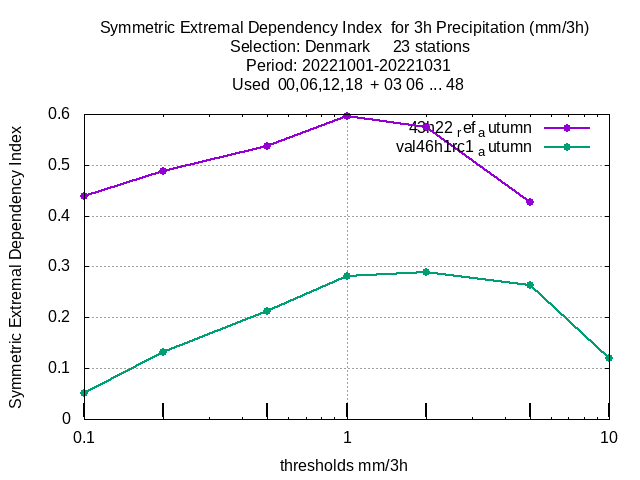 Symmetric Extremal Dependency Index for 3h Precipitation (mm/3h)
Selection: Denmark 23 stations
Period: 20221001-20221031
Used 00,06,12,18 + 03 06 ... 48
43h22 ref autumn
val46h1rc1 autumn
Symmetric Extremal Dependency Index
0.6
0.5
0.4
0.3
0.2
0.1
0
0.1 1 10
thresholds mm/3h